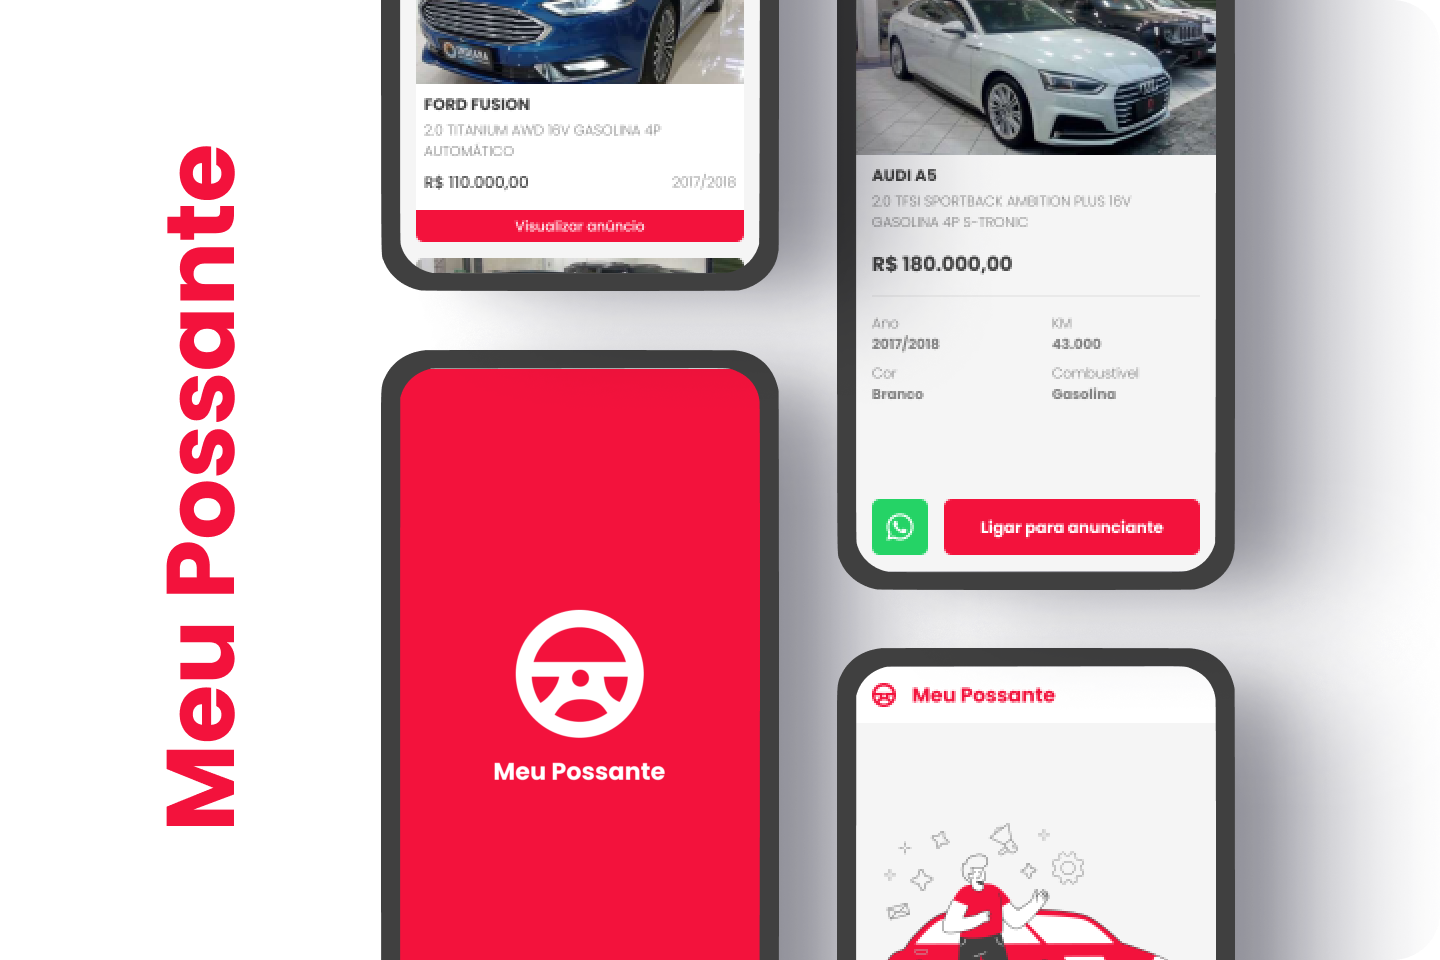 Meu Possante
FORD FUSION
2.0 TITANIUM AWD 16V GASOLINA 4P
AUTOMÁTICO
R$ 110.000,00
2017/2018
Visualizar anúncio
Meu Possante
AUDI A5
2.0 TFSI SPORTBACK AMBITION PLUS 16V
GASOLINA 4P S-TRONIC
R$ 180.000,00
Ano
2017/2018
KM
43.000
Cor
Branco
Combustível
Gasolina
Ligar para anunciante
Meu Possante